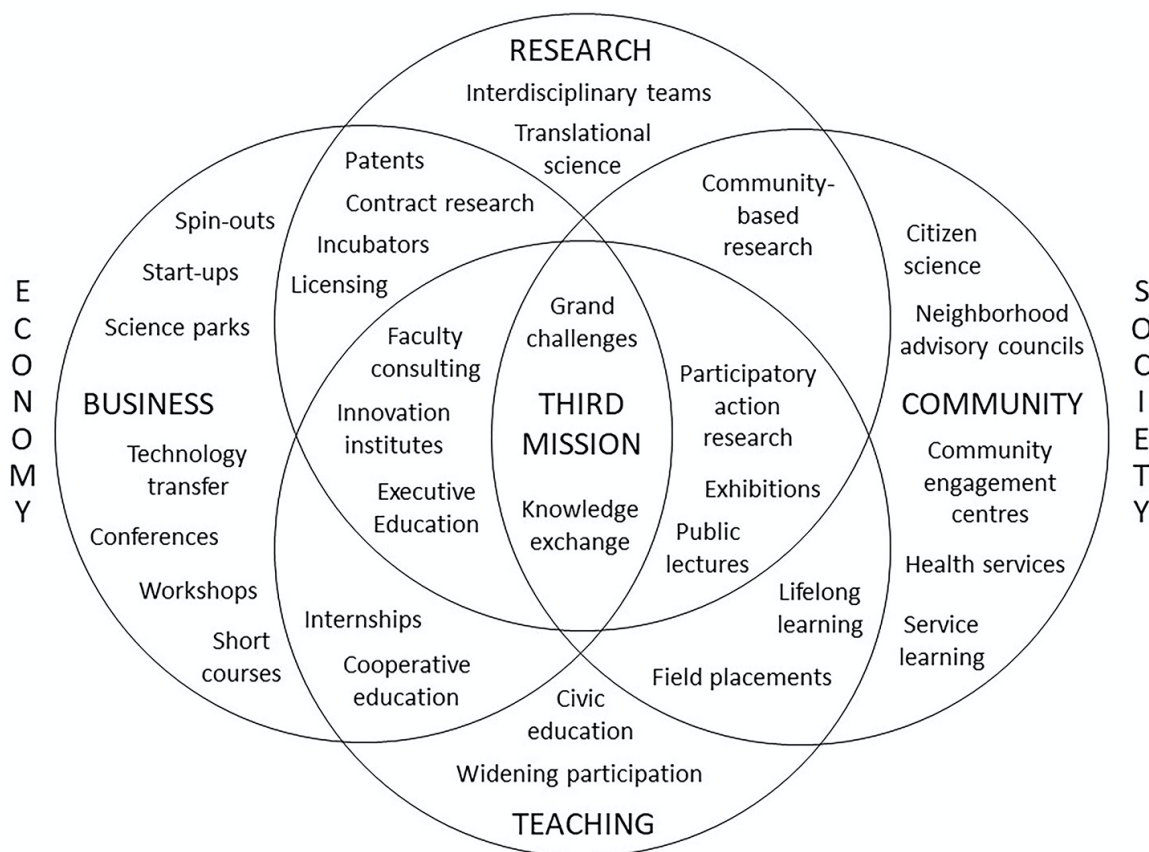 RESEARCH
Interdisciplinary teams
Translational
science
Patents
Contract research
Incubators
Licensing
Community-
based
research
Spin-outs
Start-ups
Science parks
Citizen
science
Neighborhood
advisory councils
ECONOMY
BUSINESS
Technology
transfer
Conferences
Workshops
Short
courses
Faculty
consulting
Innovation
institutes
Executive
Education
Grand
challenges
THIRD
MISSION
Knowledge
exchange
Participatory
action
research
Exhibitions
Public
lectures
COMMUNITY
Community
engagement
centres
Health services
Service
learning
SOCIETY
Internships
Cooperative
education
Lifelong
learning
Field placements
Civic
education
Widening participation
TEACHING